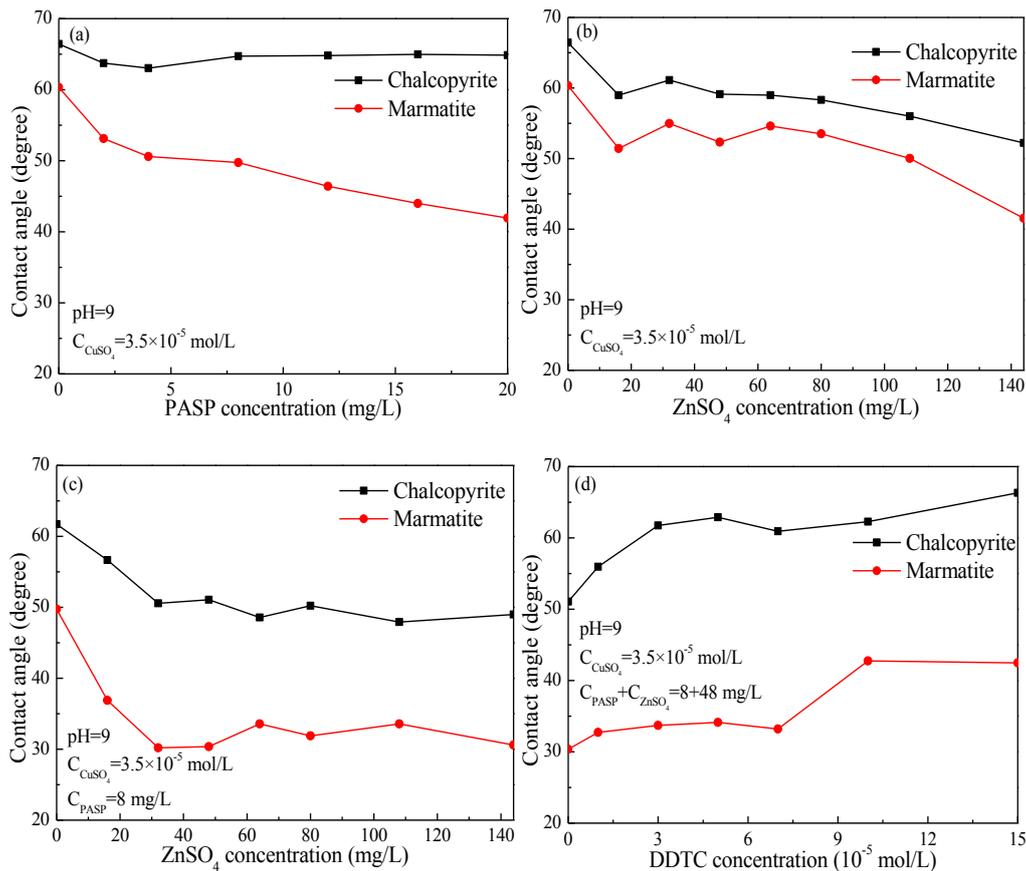 (a)
Chalcopyrite
Marmatite
pH=9
C_CuSO₄=3.5×10⁻⁵ mol/L
Contact angle (degree)
70
60
50
40
30
20
0 5 10 15 20
PASP concentration (mg/L)
(b)
Chalcopyrite
Marmatite
pH=9
C_CuSO₄=3.5×10⁻⁵ mol/L
Contact angle (degree)
70
60
50
40
30
20
0 20 40 60 80 100 120 140
ZnSO₄ concentration (mg/L)
(c)
Chalcopyrite
Marmatite
pH=9
C_CuSO₄=3.5×10⁻⁵ mol/L
C_PASP=8 mg/L
Contact angle (degree)
70
60
50
40
30
20
0 20 40 60 80 100 120 140
ZnSO₄ concentration (mg/L)
(d)
Chalcopyrite
Marmatite
pH=9
C_CuSO₄=3.5×10⁻⁵ mol/L
C_PASP+C_ZnSO₄=8+48 mg/L
Contact angle (degree)
70
60
50
40
30
20
0 3 6 9 12 15
DDTC concentration (10⁻⁵ mol/L)